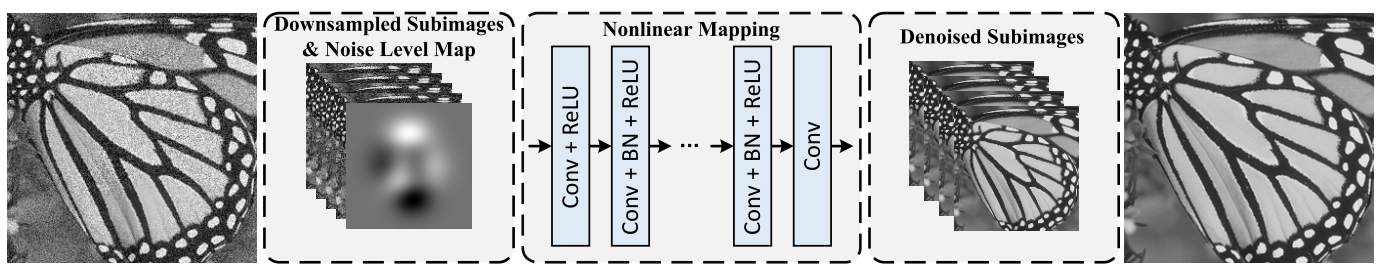 Downsampled Subimages
& Noise Level Map
Nonlinear Mapping
Conv + ReLU
Conv + BN + ReLU
...
Conv + BN + ReLU
Conv
Denoised Subimages